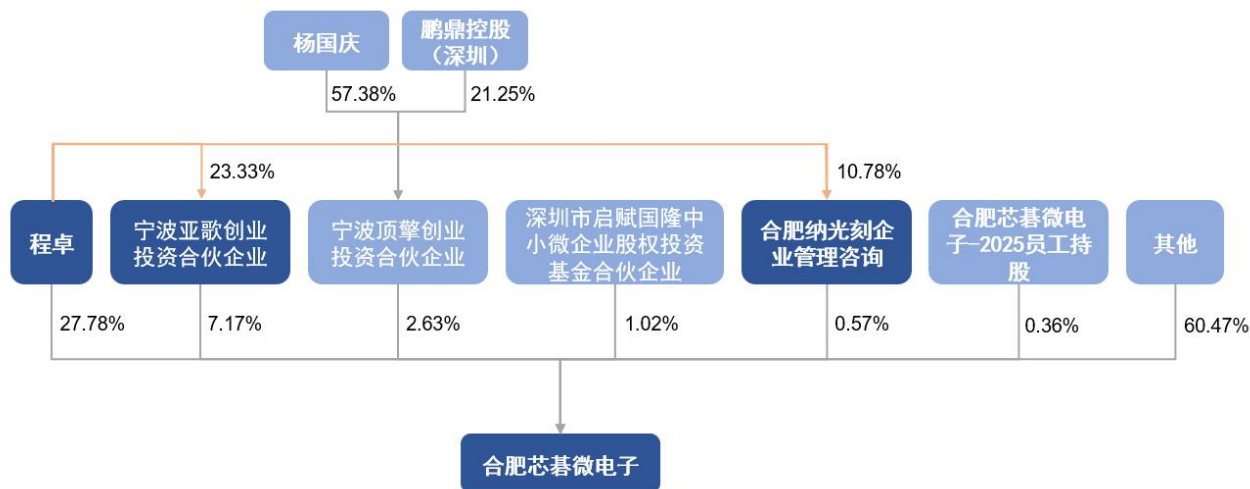 杨国庆
鹏鼎控股
（深圳）
57.38%
21.25%
23.33%
10.78%
程卓
宁波亚歌创业
投资合伙企业
宁波顶擎创业
投资合伙企业
深圳市启赋国隆中
小微企业股权投资
基金合伙企业
合肥纳光刻企
业管理咨询
合肥芯碁微电
子–2025员工持
股
其他
27.78%
7.17%
2.63%
1.02%
0.57%
0.36%
60.47%
合肥芯碁微电子